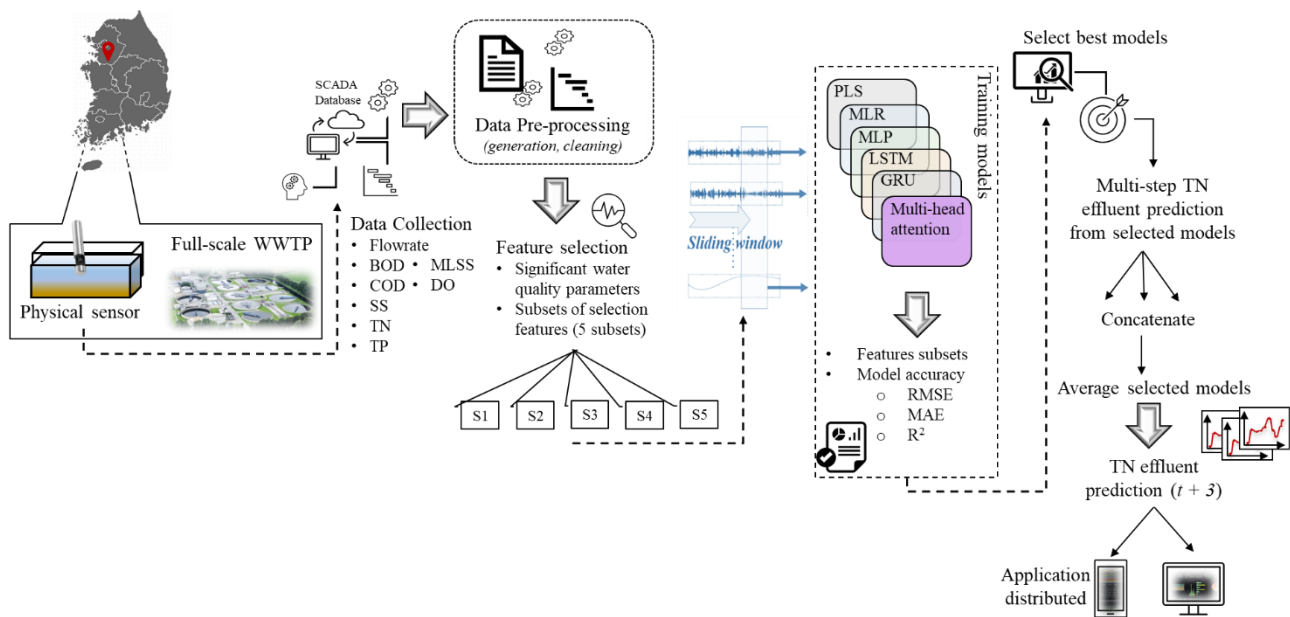 Full-scale WWTP
Physical sensor
SCADA
Database
Data Collection
• Flowrate
• BOD • MLSS
• COD • DO
• SS
• TN
• TP
Data Pre-processing
(generation, cleaning)
Feature selection
• Significant water
quality parameters
• Subsets of selection
features (5 subsets)
S1
S2
S3
S4
S5
Sliding window
Training models
PLS
MLR
MLP
LSTM
GRU
Multi-head
attention
• Features subsets
• Model accuracy
○ RMSE
○ MAE
○ R²
Select best models
Multi-step TN
effluent prediction
from selected models
Concatenate
Average selected models
TN effluent
prediction (t + 3)
Application
distributed